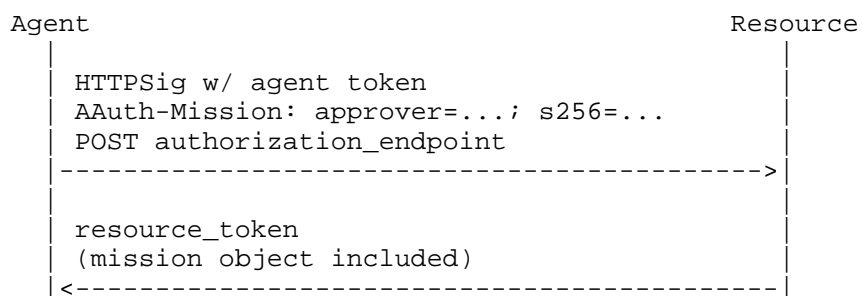 Agent Resource
HTTPSig w/ agent token
AAuth-Mission: approver=...; s256=...
POST authorization_endpoint
resource_token
(mission object included)